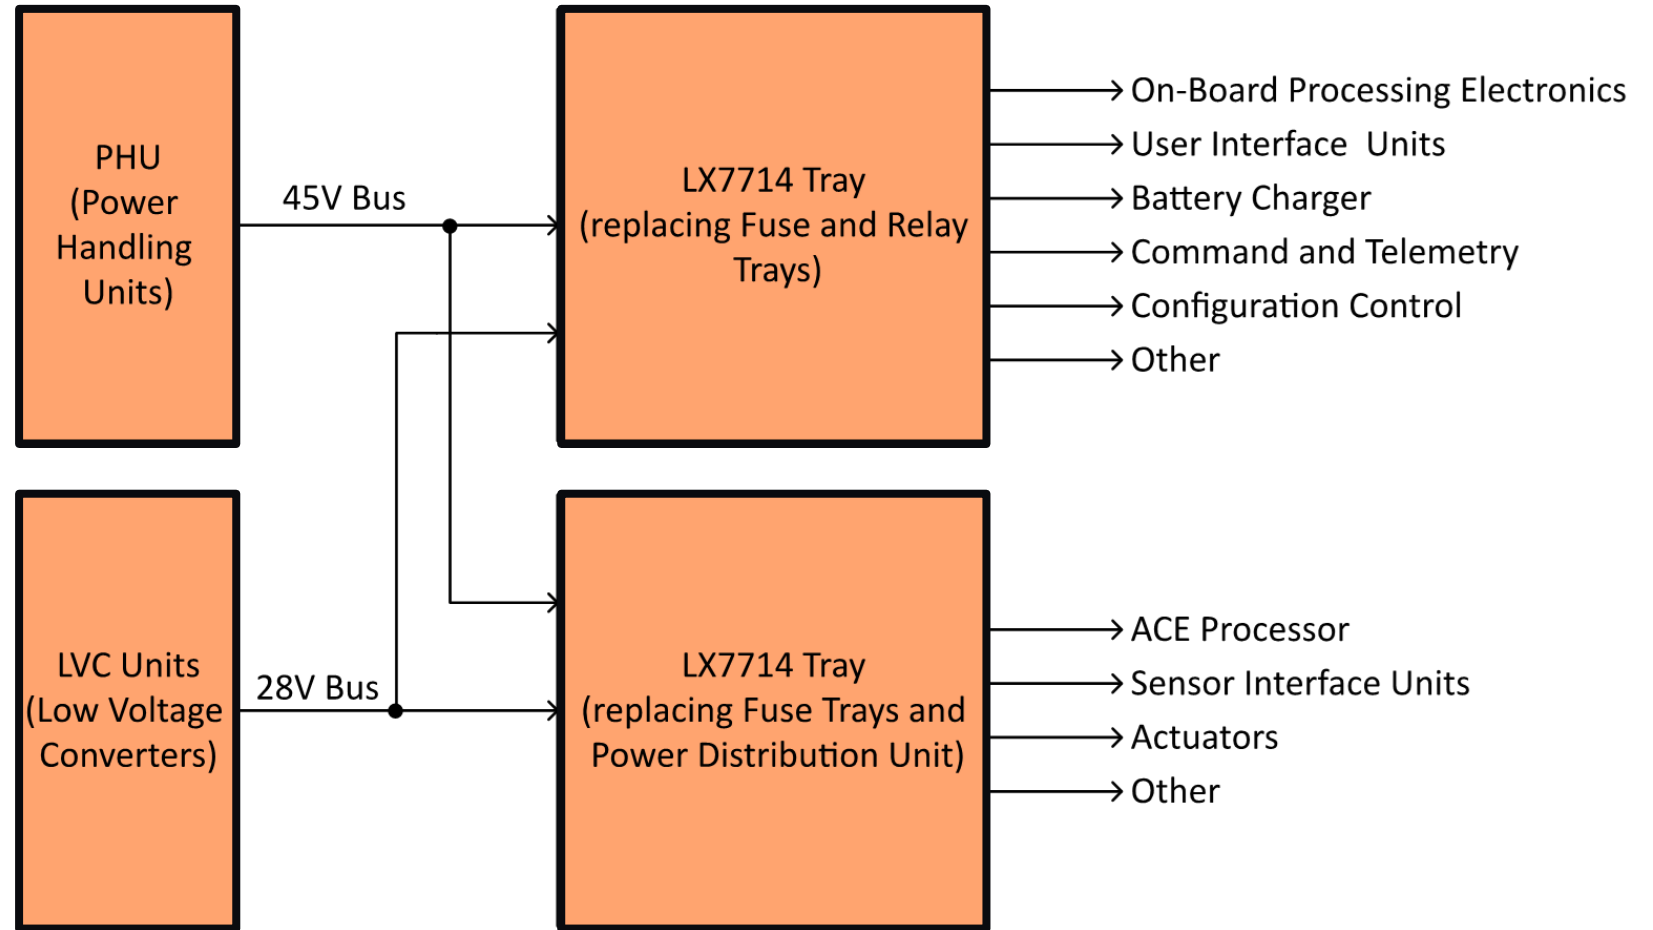 PHU
(Power
Handling
Units)
45V Bus
LX7714 Tray
(replacing Fuse and Relay
Trays)
On-Board Processing Electronics
User Interface  Units
Battery Charger
Command and Telemetry
Configuration Control
Other
LVC Units
(Low Voltage
Converters)
28V Bus
LX7714 Tray
(replacing Fuse Trays and
Power Distribution Unit)
ACE Processor
Sensor Interface Units
Actuators
Other